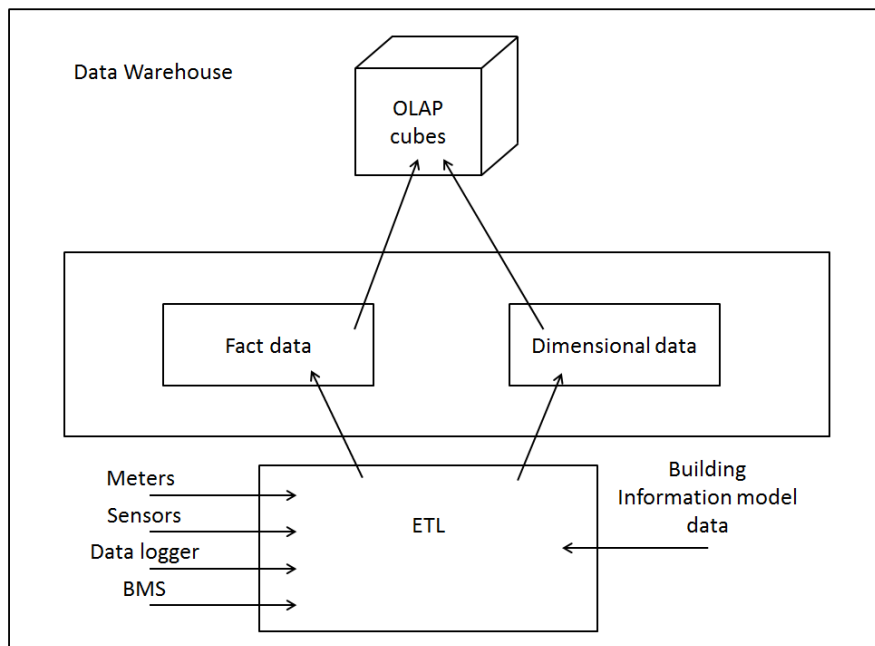 Data Warehouse
OLAP
cubes
Fact data
Dimensional data
Meters
Sensors
Data logger
BMS
ETL
Building
Information model
data